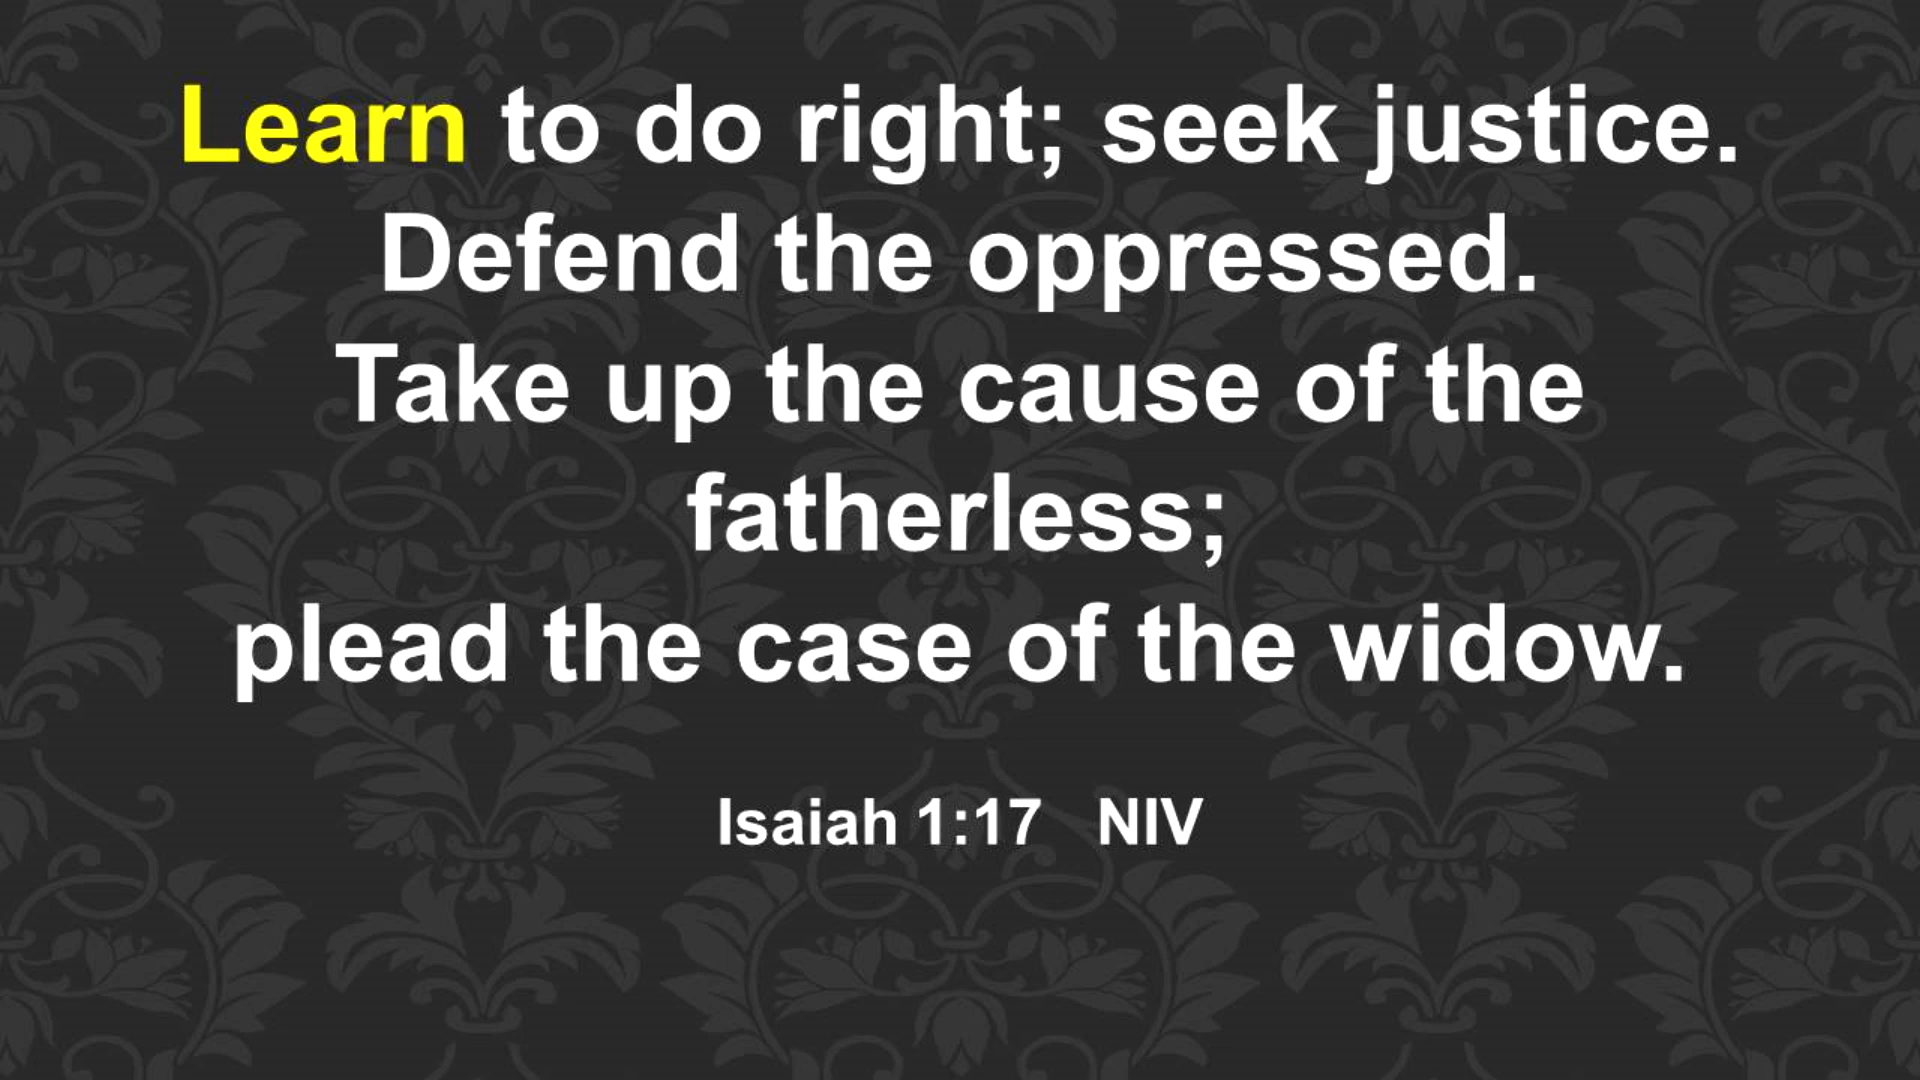 Learn to do right; seek justice.
Defend the oppressed.
Take up the cause of the
fatherless;
plead the case of the widow.
Isaiah 1:17 NIV